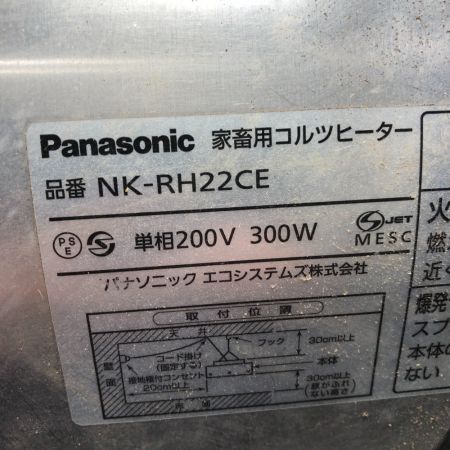 Panasonic 家畜用コルツヒーター
品番 NK-RH22CE
PS E S 単相200V 300W S JET MESC
パナソニック エコシステムズ株式会社
取付位置
天井
コード掛け
(固定する)
フック
30cm以上
壁面
本体
接地極付コンセント
20cm以上
30cm以上
(豚がふれ
ない高さ)
火
燃
近く
爆発
スプ
本体の
ない